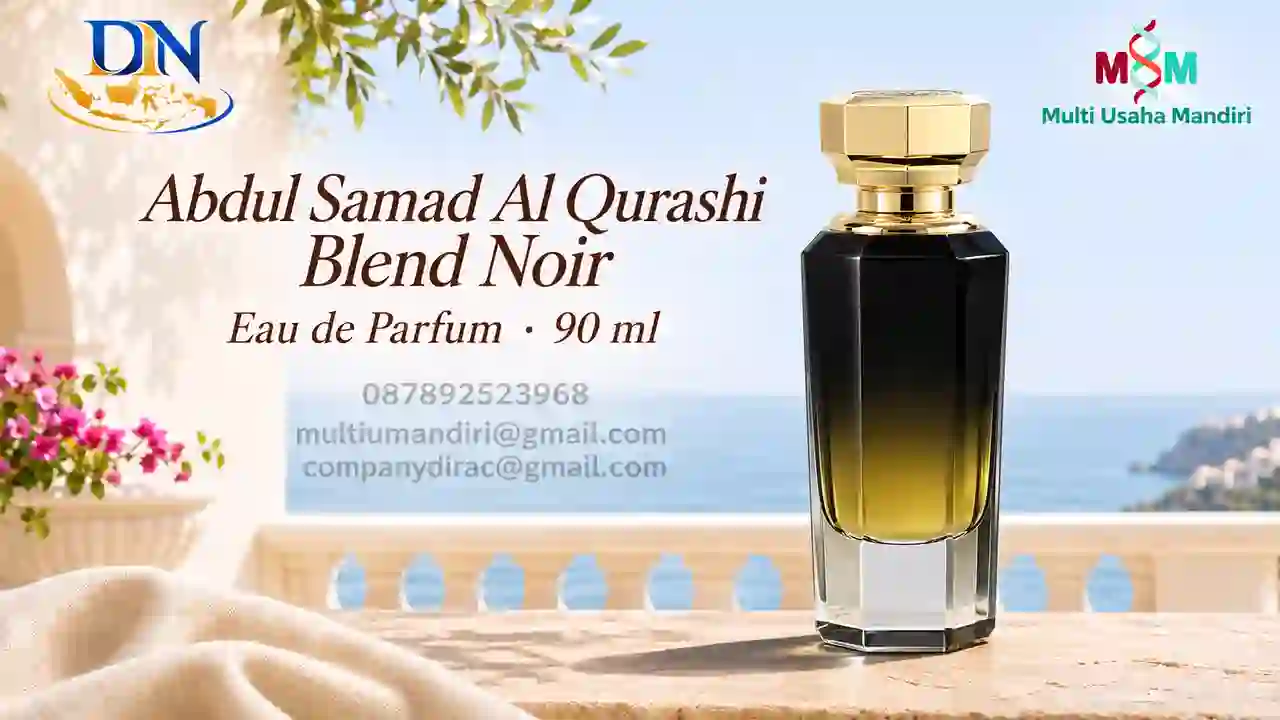 DN
MSM
Multi Usaha Mandiri
Abdul Samad Al Qurashi
Blend Noir
Eau de Parfum · 90 ml
087892523968
multiumandiri@gmail.com
companydirac@gmail.com